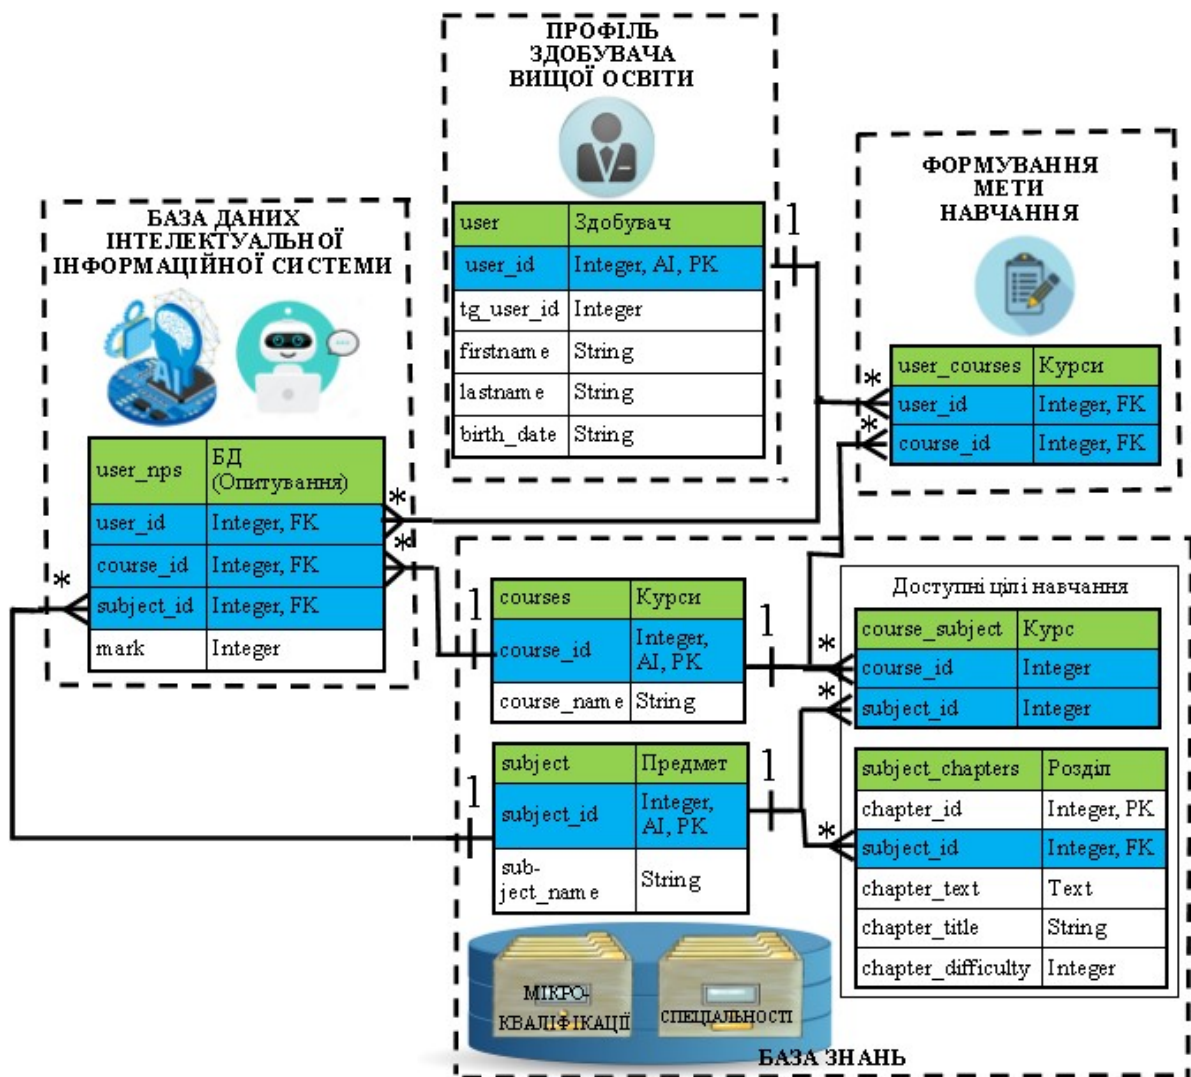 ПРОФІЛЬ
ЗДОБУВАЧА
ВИЩОЇ ОСВІТИ
user Здобувач
user_id Integer, AI, PK
tg_user_id Integer
firstname String
lastname String
birth_date String
1
ФОРМУВАННЯ
МЕТИ
НАВЧАННЯ
user_courses Курси
* user_id Integer, FK
* course_id Integer, FK
БАЗА ДАНИХ
ІНТЕЛЕКТУАЛЬНОЇ
ІНФОРМАЦІЙНОЇ СИСТЕМИ
AI
user_nps БД
(Опитування)
user_id Integer, FK *
course_id Integer, FK *
* subject_id Integer, FK
mark Integer
courses Курси
1 course_id Integer,
AI, PK 1
course_name String
subject Предмет
1 subject_id Integer,
AI, PK 1
sub-
ject_name String
Доступні цілі навчання
course_subject Курс
* course_id Integer
* subject_id Integer
subject_chapters Розділ
chapter_id Integer, PK
* subject_id Integer, FK
chapter_text Text
chapter_title String
chapter_difficulty Integer
МІКРО-
КВАЛІФІКАЦІЇ
СПЕЦІАЛЬНОСТІ
БАЗА ЗНАНЬ